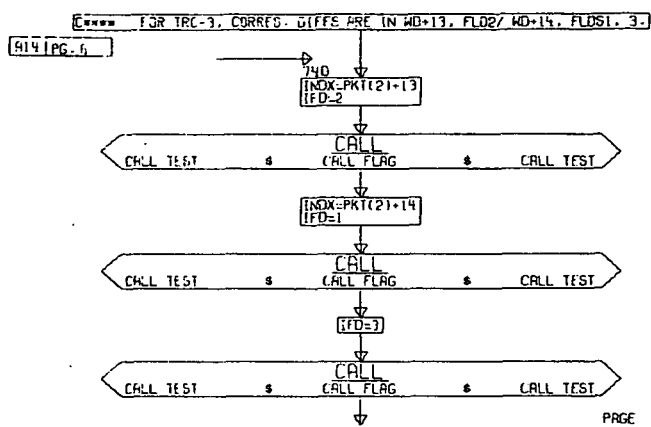 C**** FOR TRC-3, CORRES. DIFFS ARE IN WD+13, FLD2/ WD+14, FLDS1, 3.
A14 PG. 6
740
INDX=PKT(2)+13
IFD=2
CALL
CALL TEST $ CALL FLAG $ CALL TEST
INDX=PKT(2)+14
IFD=1
CALL
CALL TEST $ CALL FLAG $ CALL TEST
IFD=3
CALL
CALL TEST $ CALL FLAG $ CALL TEST
PAGE